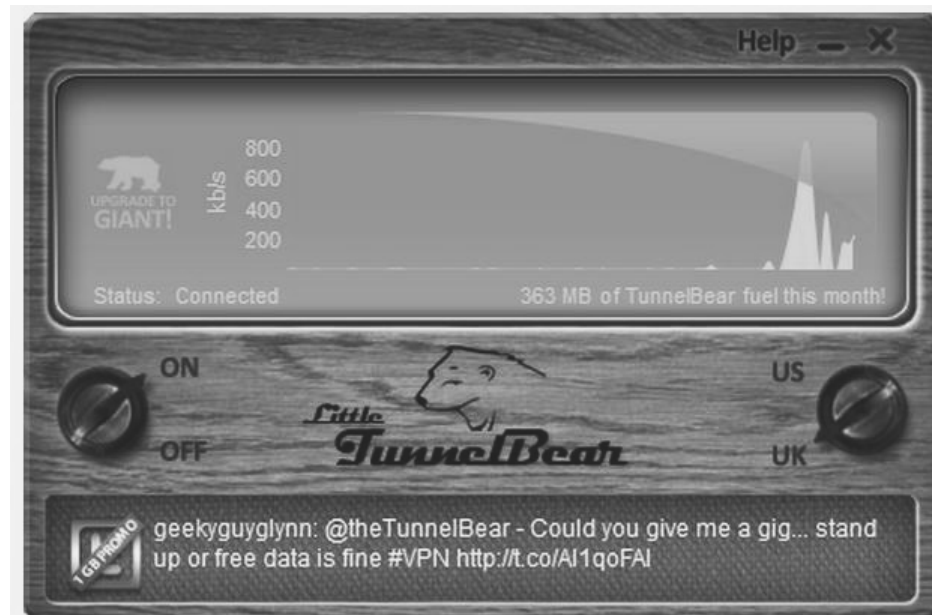 Help
800
600
400
200
kb/s
UPGRADE TO
GIANT!
Status: Connected
363 MB of TunnelBear fuel this month!
ON
OFF
US
UK
Little
TunnelBear
1 GB PROMO
geekyguyglynn: @theTunnelBear - Could you give me a gig... stand
up or free data is fine #VPN http://t.co/AI1qoFAI